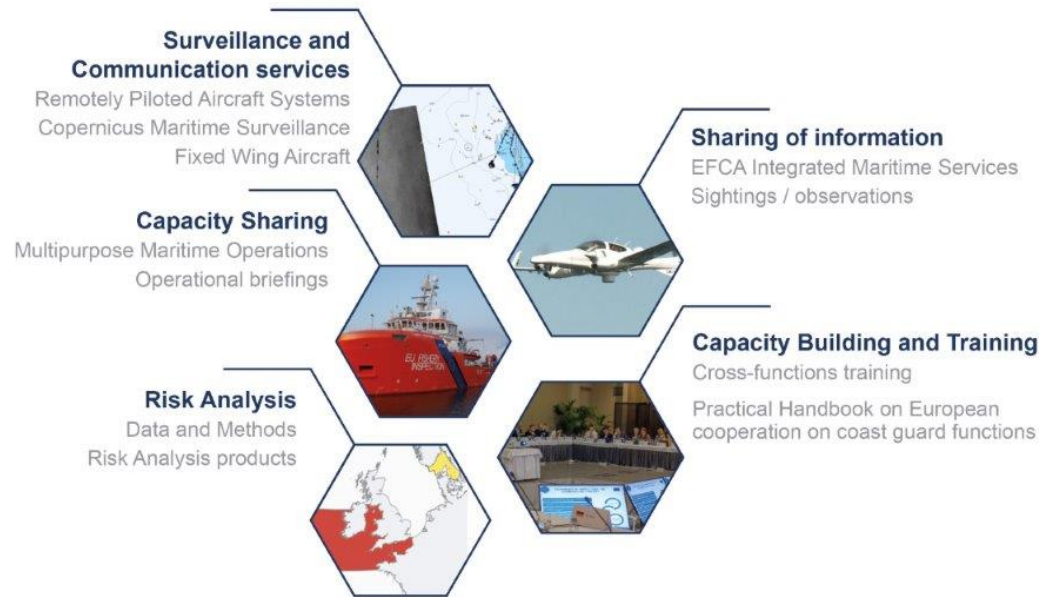 Surveillance and
Communication services
Remotely Piloted Aircraft Systems
Copernicus Maritime Surveillance
Fixed Wing Aircraft
Sharing of information
EFCA Integrated Maritime Services
Sightings / observations
Capacity Sharing
Multipurpose Maritime Operations
Operational briefings
EU FISHERY
INSPECTION
Capacity Building and Training
Cross-functions training
Practical Handbook on European
cooperation on coast guard functions
Risk Analysis
Data and Methods
Risk Analysis products